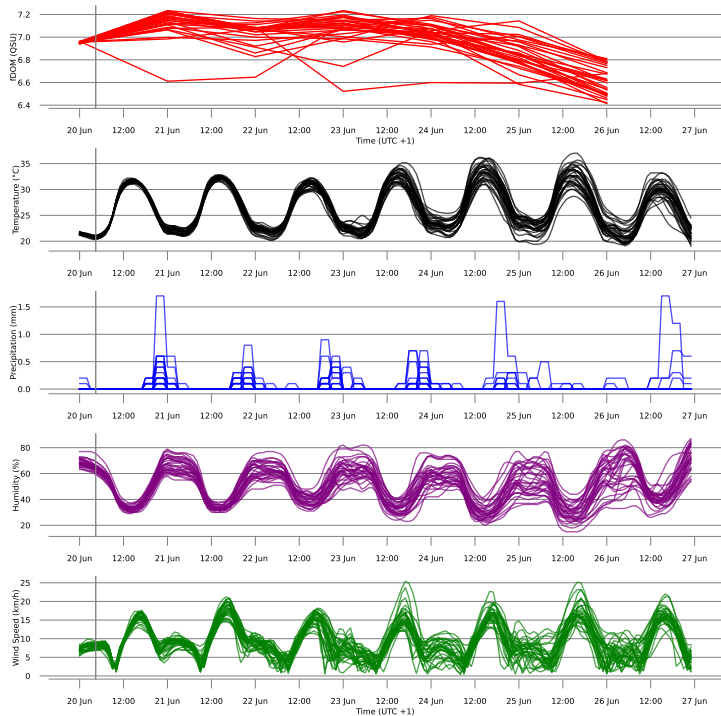 7.2
7.0
6.8
6.6
6.4
fDOM (QSU)
20 Jun 12:00 21 Jun 12:00 22 Jun 12:00 23 Jun 12:00 24 Jun 12:00 25 Jun 12:00 26 Jun 12:00 27 Jun
Time (UTC +1)
35
30
25
20
Temperature (°C)
20 Jun 12:00 21 Jun 12:00 22 Jun 12:00 23 Jun 12:00 24 Jun 12:00 25 Jun 12:00 26 Jun 12:00 27 Jun
1.5
1.0
0.5
0.0
Precipitation (mm)
20 Jun 12:00 21 Jun 12:00 22 Jun 12:00 23 Jun 12:00 24 Jun 12:00 25 Jun 12:00 26 Jun 12:00 27 Jun
80
60
40
20
Humidity (%)
20 Jun 12:00 21 Jun 12:00 22 Jun 12:00 23 Jun 12:00 24 Jun 12:00 25 Jun 12:00 26 Jun 12:00 27 Jun
25
20
15
10
5
0
Wind Speed (km/h)
20 Jun 12:00 21 Jun 12:00 22 Jun 12:00 23 Jun 12:00 24 Jun 12:00 25 Jun 12:00 26 Jun 12:00 27 Jun
Time (UTC +1)